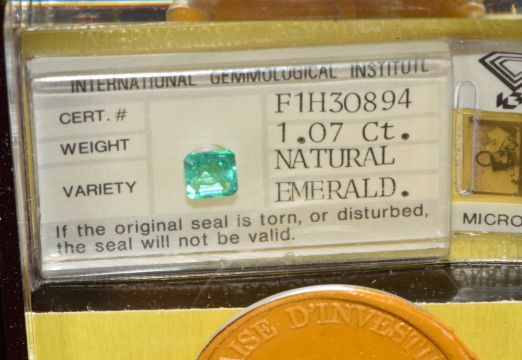 INTERNATIONAL GEMMOLOGICAL INSTITUTE
CERT. # F1H30894
WEIGHT 1.07 Ct.
VARIETY NATURAL
EMERALD.
If the original seal is torn, or disturbed,
the seal will not be valid.
MICRO
AISE D'INVEST